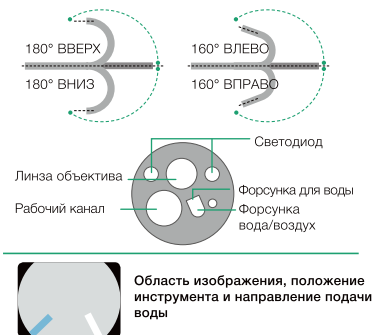 180° ВВЕРХ
180° ВНИЗ
160° ВЛЕВО
160° ВПРАВО
Светодиод
Линза объектива
Рабочий канал
Форсунка для воды
Форсунка
вода/воздух
Область изображения, положение
инструмента и направление подачи
воды